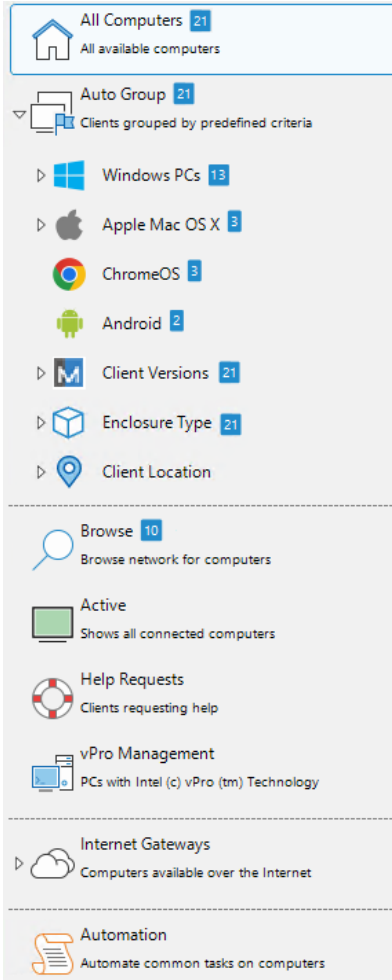 All Computers 21
All available computers
Auto Group 21
Clients grouped by predefined criteria
Windows PCs 13
Apple Mac OS X 3
ChromeOS 3
Android 2
Client Versions 21
Enclosure Type 21
Client Location
Browse 10
Browse network for computers
Active
Shows all connected computers
Help Requests
Clients requesting help
vPro Management
PCs with Intel (c) vPro (tm) Technology
Internet Gateways
Computers available over the Internet
Automation
Automate common tasks on computers